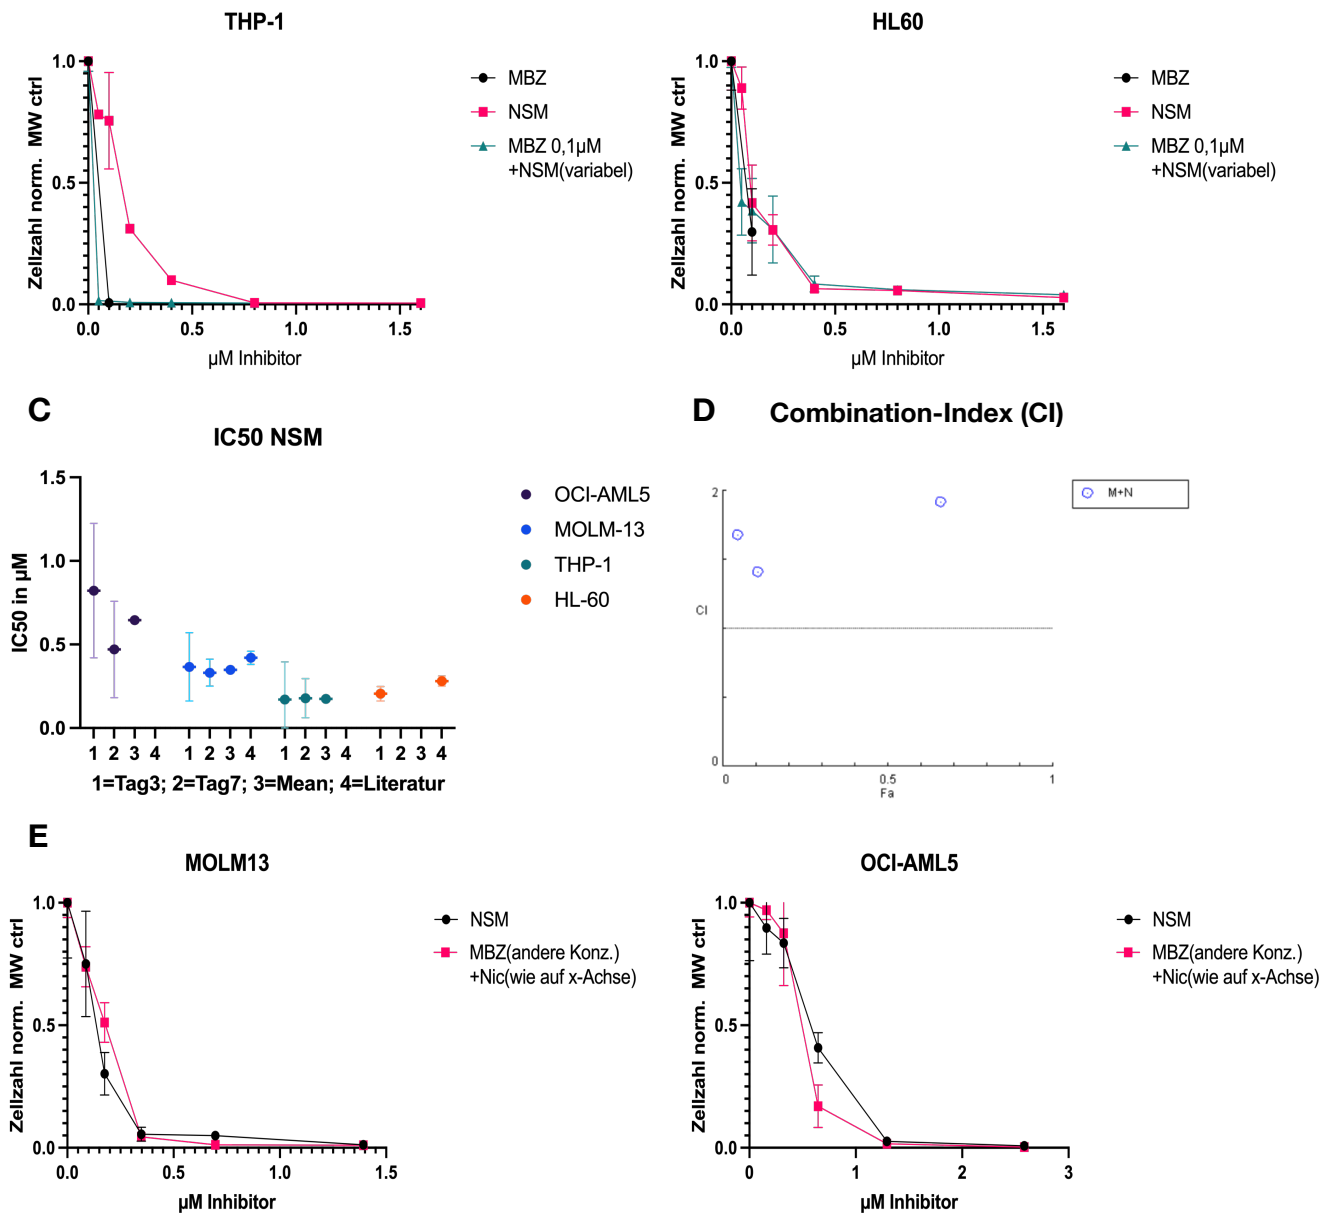 THP-1
1.0
0.5
0.0
Zellzahl norm. MW ctrl
0.0 0.5 1.0 1.5
µM Inhibitor
MBZ
NSM
MBZ 0,1µM
+NSM(variabel)
HL60
1.0
0.5
0.0
Zellzahl norm. MW ctrl
0.0 0.5 1.0 1.5
µM Inhibitor
MBZ
NSM
MBZ 0,1µM
+NSM(variabel)
C
IC50 NSM
1.5
1.0
0.5
0.0
IC50 in µM
1 2 3 4 1 2 3 4 1 2 3 4 1 2 3 4
1=Tag3; 2=Tag7; 3=Mean; 4=Literatur
OCI-AML5
MOLM-13
THP-1
HL-60
D Combination-Index (CI)
2
CI
0
0 0.5 1
Fa
M+N
E
MOLM13
1.0
0.5
0.0
Zellzahl norm. MW ctrl
0.0 0.5 1.0 1.5
µM Inhibitor
NSM
MBZ(andere Konz.)
+Nic(wie auf x-Achse)
OCI-AML5
1.0
0.5
0.0
Zellzahl norm. MW ctrl
0 1 2 3
µM Inhibitor
NSM
MBZ(andere Konz.)
+Nic(wie auf x-Achse)